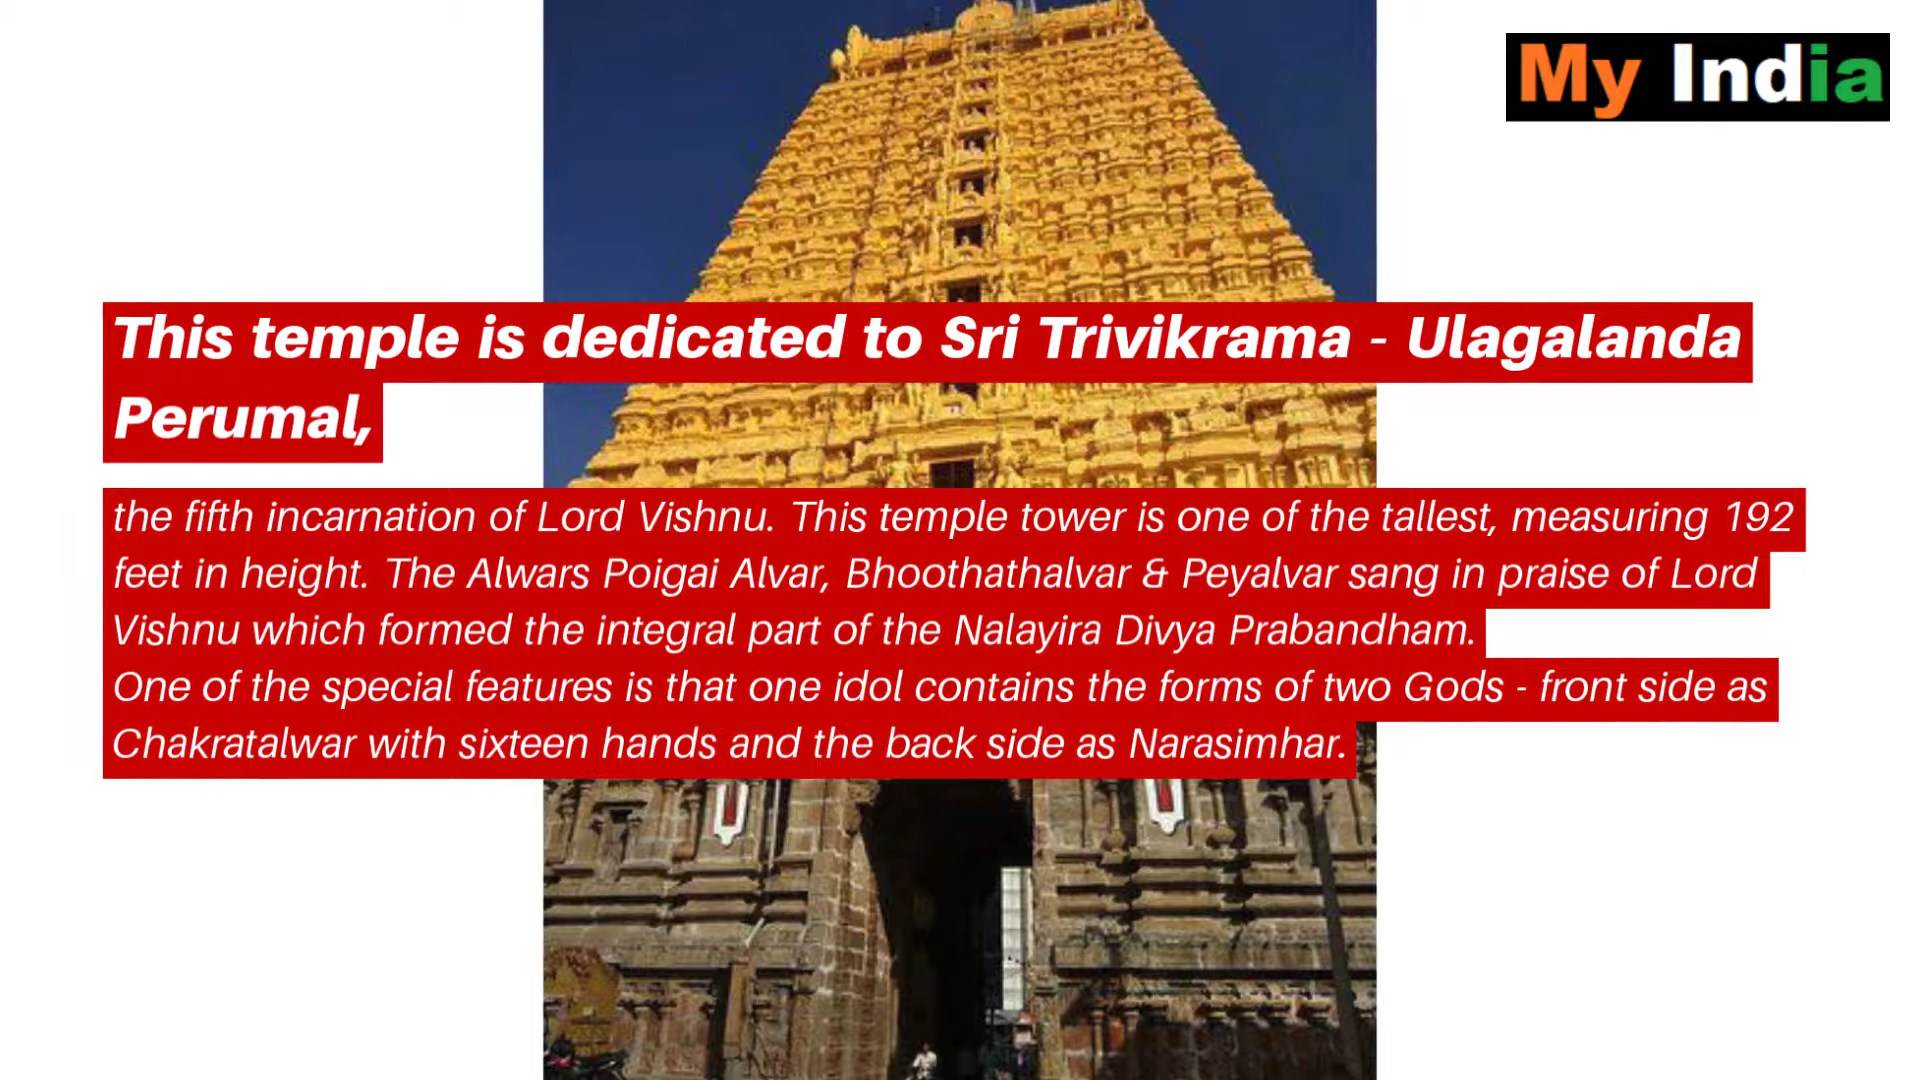 My India
This temple is dedicated to Sri Trivikrama - Ulagalanda
Perumal,
the fifth incarnation of Lord Vishnu. This temple tower is one of the tallest, measuring 192
feet in height. The Alwars Poigai Alvar, Bhoothathalvar & Peyalvar sang in praise of Lord
Vishnu which formed the integral part of the Nalayira Divya Prabandham.
One of the special features is that one idol contains the forms of two Gods - front side as
Chakratalwar with sixteen hands and the back side as Narasimhar.